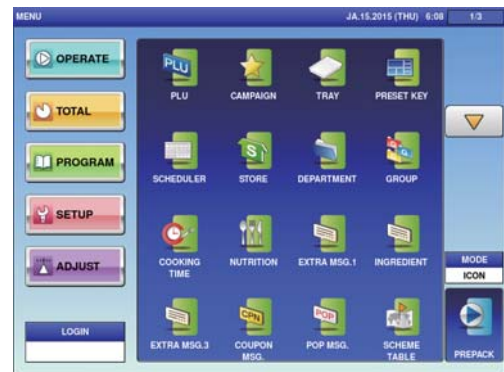 MENU
JA.15.2015 (THU) 6:08 1/3
OPERATE
TOTAL
PROGRAM
SETUP
ADJUST
LOGIN
PLU
PLU CAMPAIGN TRAY PRESET KEY
S
SCHEDULER STORE DEPARTMENT GROUP
COOKING TIME
NUTRITION EXTRA MSG.1 INGREDIENT
CPN POP
EXTRA MSG.3
COUPON MSG.
POP MSG.
SCHEME TABLE
MODE
ICON
PREPACK